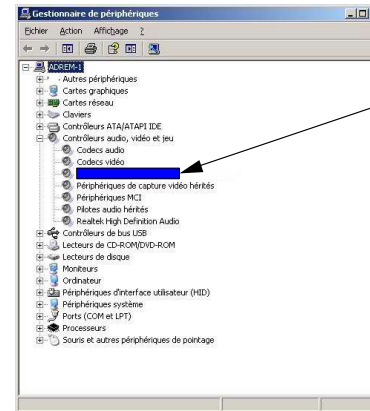 Gestionnaire de périphériques
Fichier Action Affichage ?
ADREM-1
Autres périphériques
Cartes graphiques
Cartes réseau
Claviers
Contrôleurs ATA/ATAPI IDE
Contrôleurs audio, vidéo et jeu
Codecs audio
Codecs vidéo
Périphériques de capture vidéo hérités
Périphériques MCI
Pilotes audio hérités
Realtek High Definition Audio
Contrôleurs de bus USB
Lecteurs de CD-ROM/DVD-ROM
Lecteurs de disque
Moniteurs
Ordinateur
Périphériques d'interface utilisateur (HID)
Périphériques système
Ports (COM et LPT)
Processeurs
Souris et autres périphériques de pointage